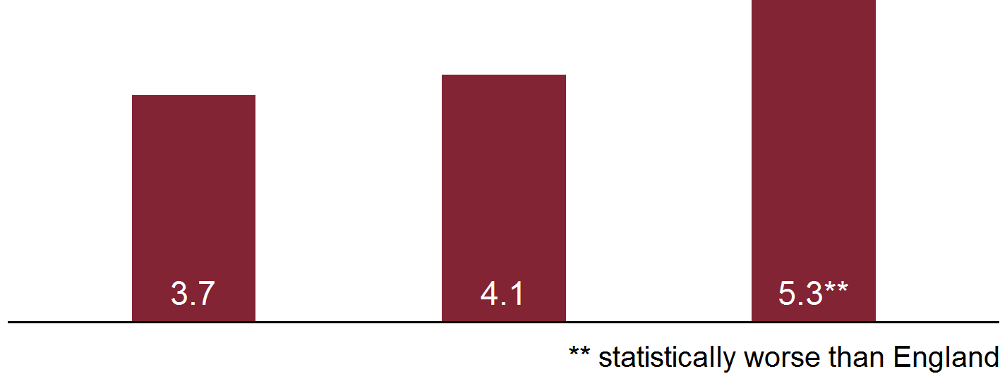 3.7 4.1 5.3**
** statistically worse than England